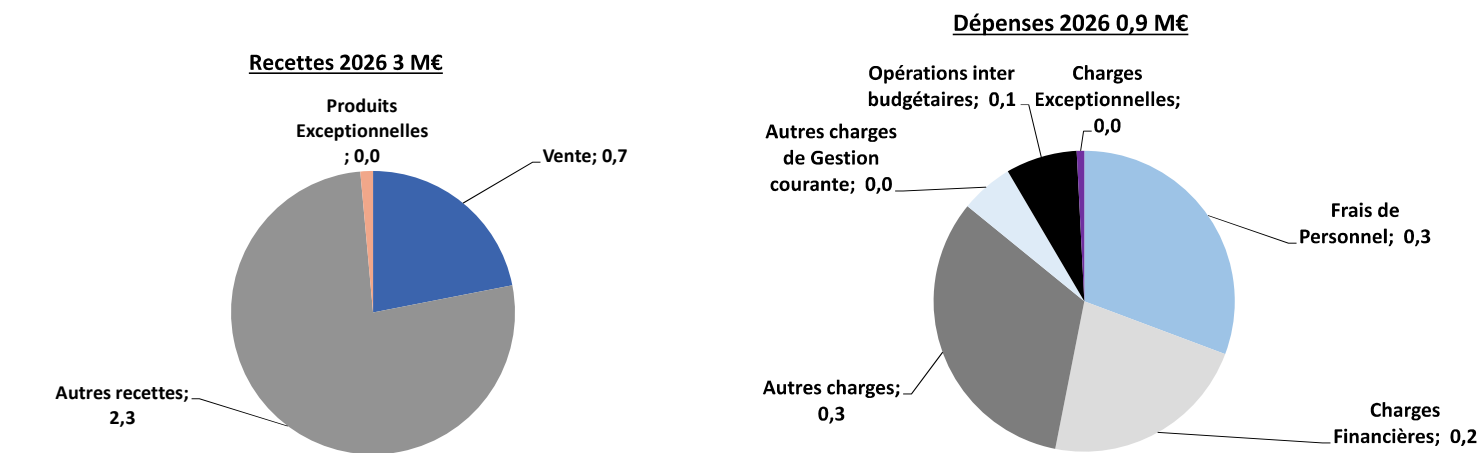 Recettes 2026 3 M€
Produits
Exceptionnelles
; 0,0
Vente; 0,7
Autres recettes;
2,3
Dépenses 2026 0,9 M€
Opérations inter
budgétaires;  0,1
Charges
Exceptionnelles;
0,0
Autres charges
de Gestion
courante;  0,0
Frais de
Personnel;  0,3
Autres charges;
0,3
Charges
Financières;  0,2